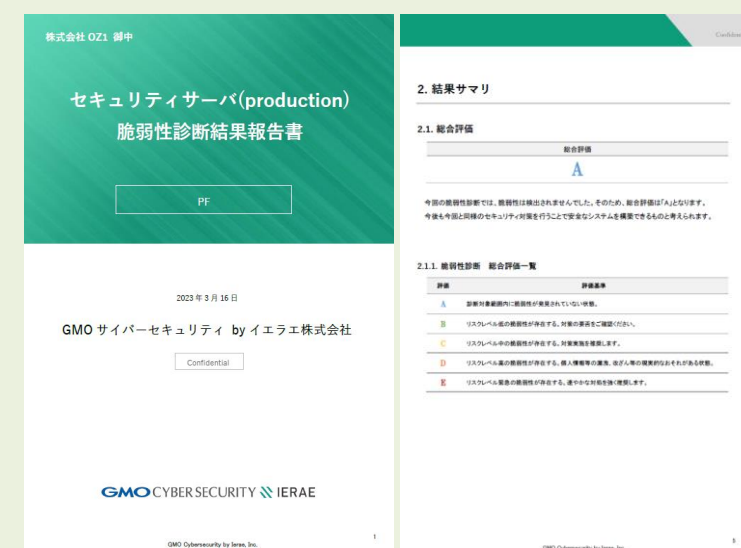 株式会社 OZ1 御中
セキュリティサーバ(production)
脆弱性診断結果報告書
PF
2023 年 3 月 16 日
GMO サイバーセキュリティ by イエラエ株式会社
Confidential
GMO CYBER SECURITY IERAE
GMO Cybersecurity by Ierae, Inc.
1
2. 結果サマリ
2.1. 総合評価
総合評価
A
今回の脆弱性診断では、脆弱性は検出されませんでした。そのため、総合評価は「A」となります。
今後も今回と同様のセキュリティ対策を行うことで安全なシステムを構築できるものと考えられます。
2.1.1. 脆弱性診断 総合評価一覧
評価 評価基準
A 診断対象範囲内に脆弱性が発見されていない状態。
B リスクレベル低の脆弱性が存在する。対策の要否をご確認ください。
C リスクレベル中の脆弱性が存在する。対策実施を推奨します。
D リスクレベル高の脆弱性が存在する。個人情報等の漏洩、改ざん等の現実的なおそれがある状態。
E リスクレベル緊急の脆弱性が存在する。速やかな対処を強く推奨します。
5